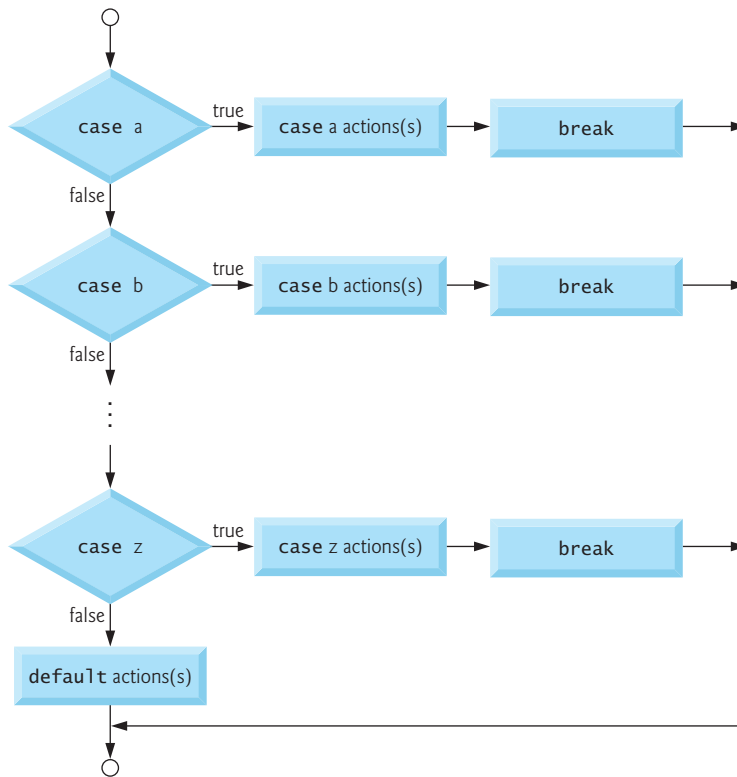 case a
true
case a actions(s)
break
false
case b
true
case b actions(s)
break
false
case z
true
case z actions(s)
break
false
default actions(s)